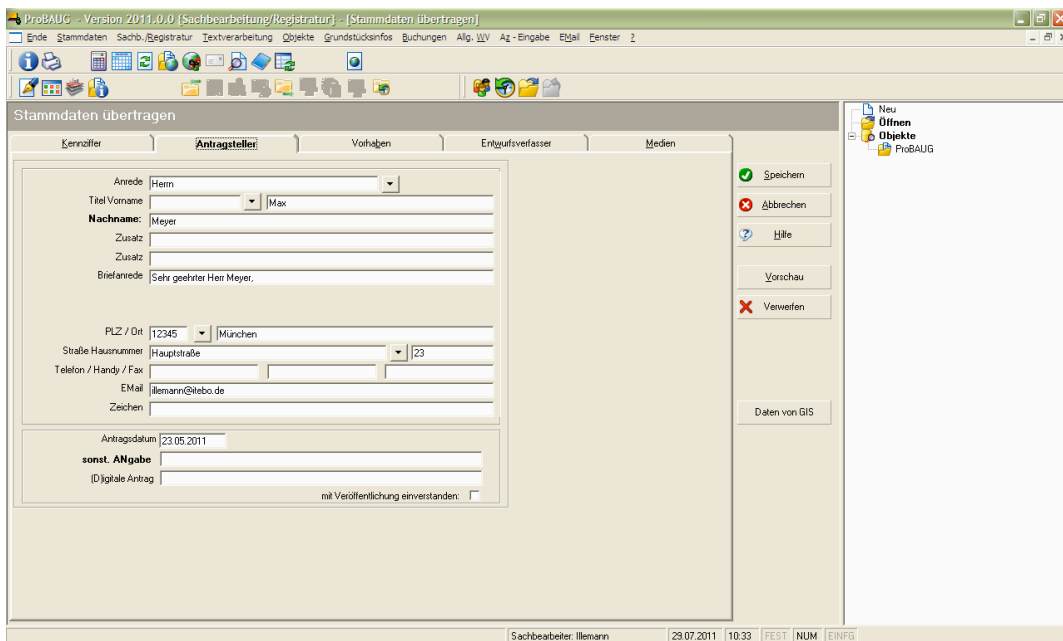 ProBAUG - Version 2011.0.0 {Sachbearbeitung/Registratur} - [Stammdaten übertragen]
Ende Stammdaten Sachb./Registratur Textverarbeitung Objekte Grundstücksinfos Buchungen Allg. WV Az - Eingabe EMail Fenster ?
Stammdaten übertragen
Kennziffer Antragsteller Vorhaben Entwurfsverfasser Medien
Anrede Herrn
Titel Vorname Max
Nachname: Meyer
Zusatz
Zusatz
Briefanrede Sehr geehrter Herr Meyer,
PLZ / Ort 12345 München
Straße Hausnummer Hauptstraße 23
Telefon / Handy / Fax
EMail illemann@itebo.de
Zeichen
Antragsdatum 23.05.2011
sonst. ANgabe
(D)igitale Antrag
mit Veröffentlichung einverstanden:
Speichern
Abbrechen
Hilfe
Vorschau
Verwerfen
Daten von GIS
Neu
Öffnen
Objekte
ProBAUG
Sachbearbeiter: Illemann 29.07.2011 10:33 FEST NUM EINFG